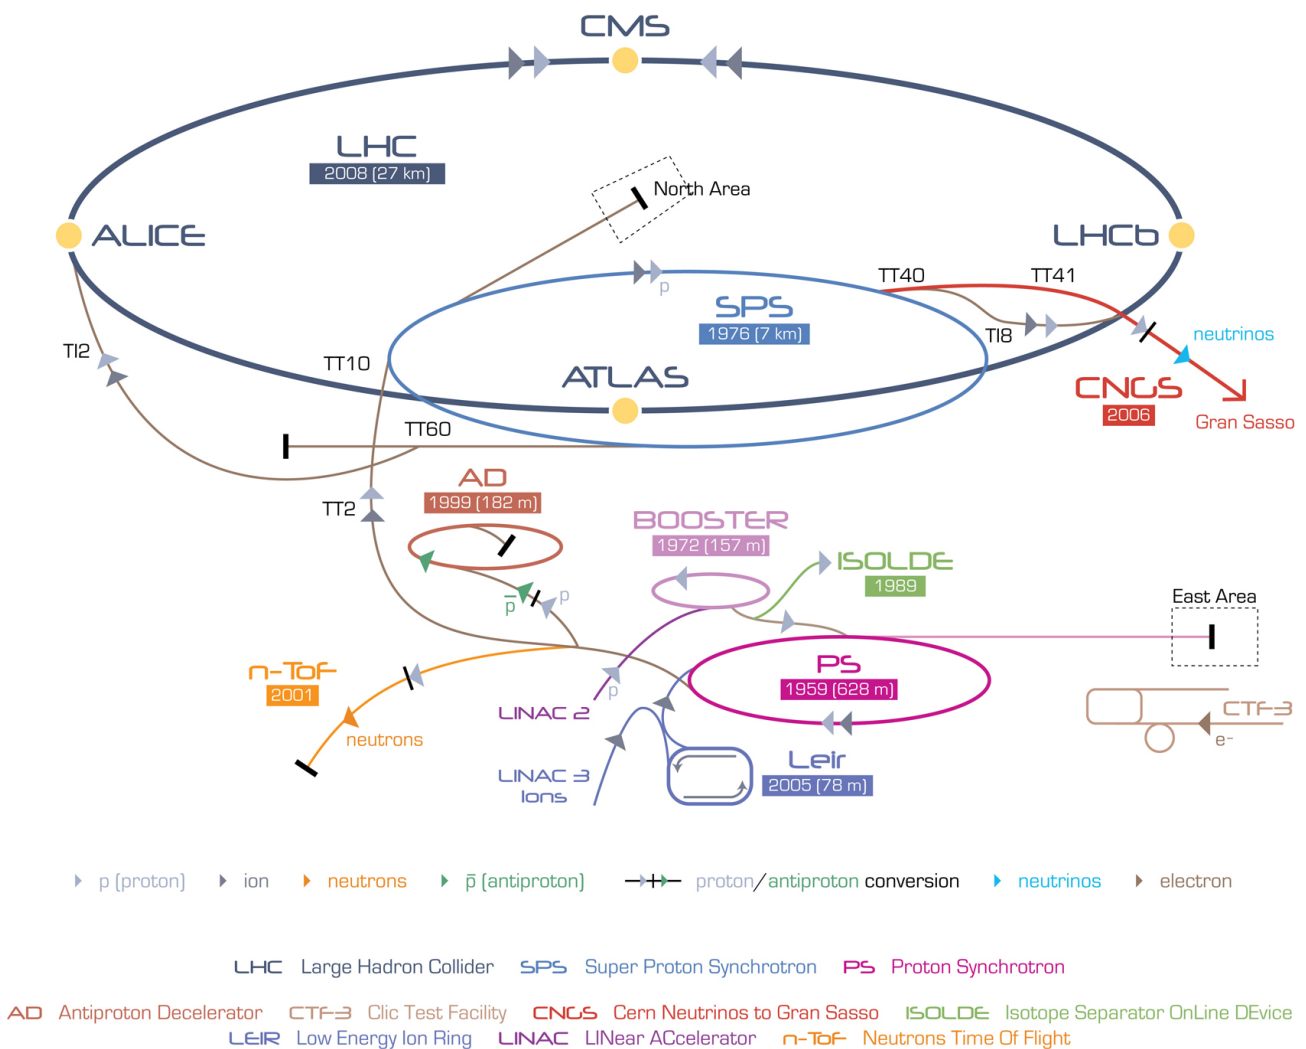 CMS
LHC
2008 (27 km)
North Area
ALICE
LHCb
TT40
TT41
p
SPS
1976 (7 km)
TI8
neutrinos
TI2
TT10
ATLAS
CNGS
2006
Gran Sasso
TT60
AD
1999 (182 m)
TT2
BOOSTER
1972 (157 m)
ISOLDE
1989
p̅
p
East Area
n-ToF
2001
p
PS
1959 (628 m)
LINAC 2
neutrons
CTF-3
e⁻
LINAC 3
Ions
Leir
2005 (78 m)
p (proton) ion neutrons p̅ (antiproton) proton/antiproton conversion neutrinos electron
LHC Large Hadron Collider SPS Super Proton Synchrotron PS Proton Synchrotron
AD Antiproton Decelerator CTF-3 Clic Test Facility CNGS Cern Neutrinos to Gran Sasso ISOLDE Isotope Separator OnLine DEvice
LEIR Low Energy Ion Ring LINAC LINear ACcelerator n-ToF Neutrons Time Of Flight